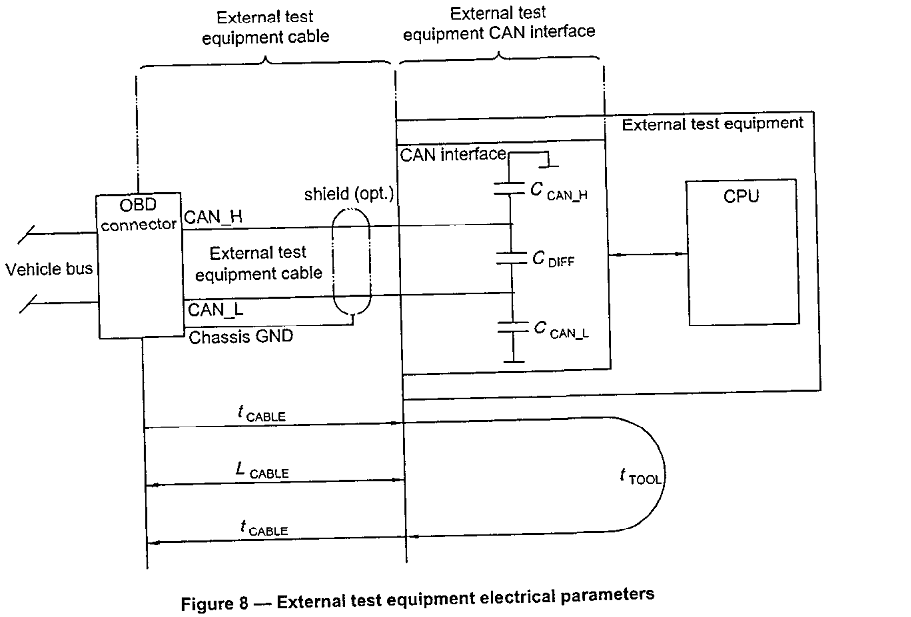 External test
equipment cable
External test
equipment CAN interface
External test equipment
CAN interface
shield (opt.)
C CAN_H
CPU
OBD
connector
CAN_H
External test
equipment cable
C DIFF
Vehicle bus
CAN_L
C CAN_L
Chassis GND
t CABLE
L CABLE
t TOOL
t CABLE
Figure 8 — External test equipment electrical parameters